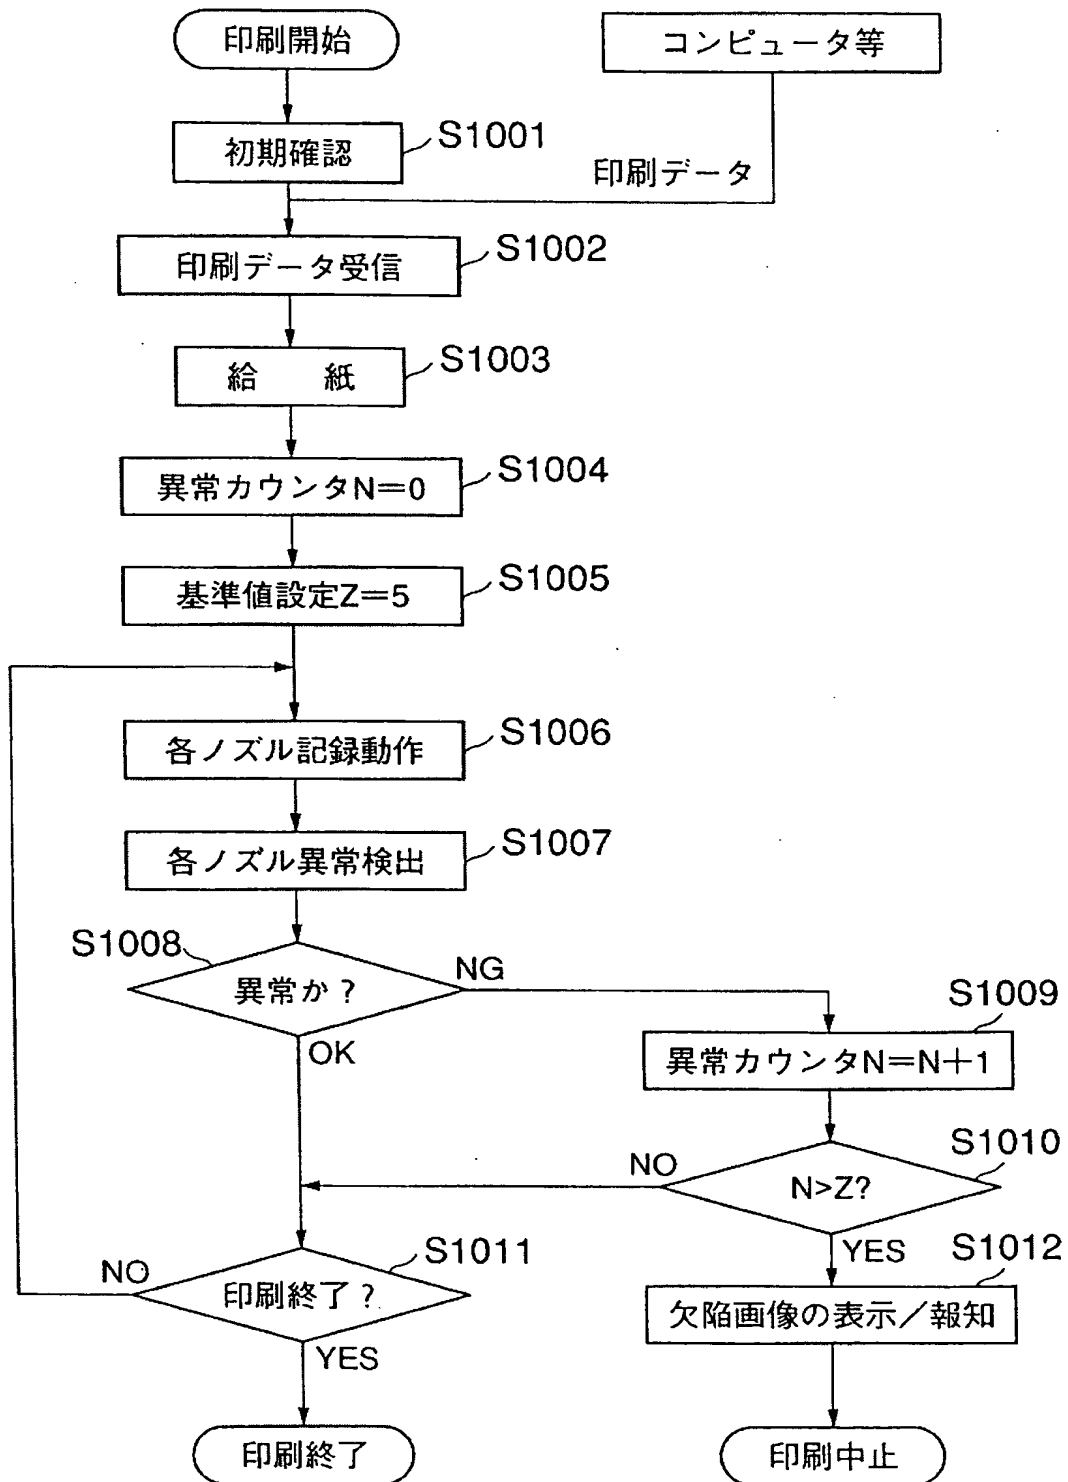 印刷開始
コンピュータ等
S1001
初期確認
印刷データ
S1002
印刷データ受信
S1003
給 紙
S1004
異常カウンタN=0
S1005
基準値設定Z=5
S1006
各ノズル記録動作
S1007
各ノズル異常検出
S1008
異常か?
NG
OK
S1009
異常カウンタN=N+1
S1010
N>Z?
NO
YES
S1011
印刷終了?
NO
YES
S1012
欠陥画像の表示/報知
印刷終了
印刷中止